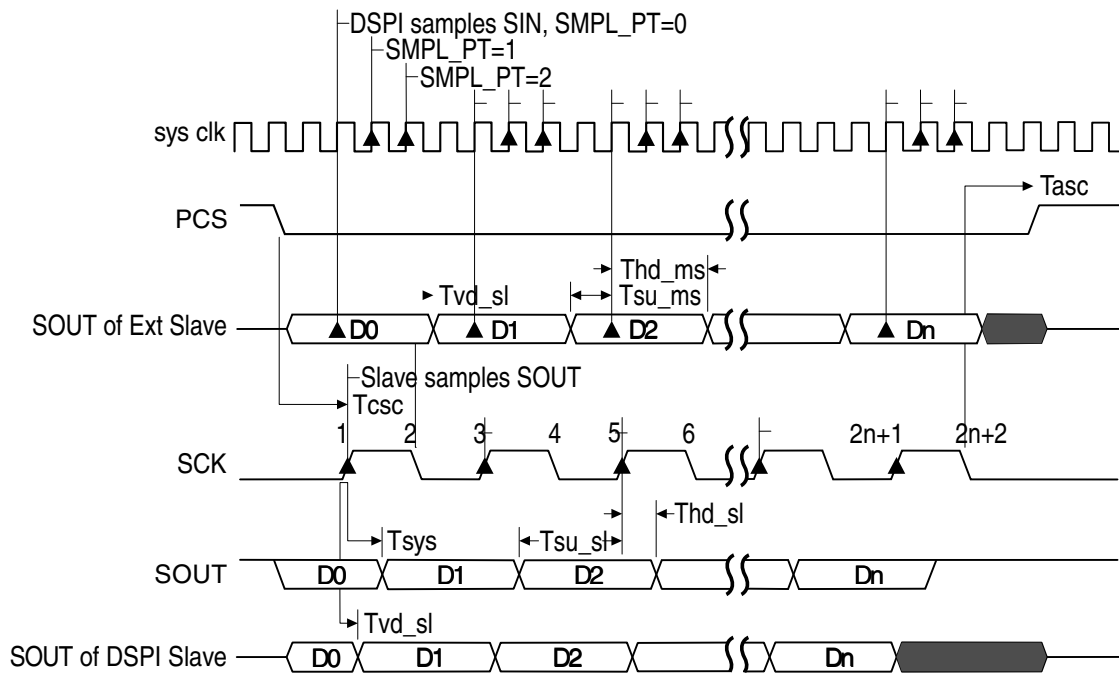 DSPI samples SIN, SMPL_PT=0
SMPL_PT=1
SMPL_PT=2
sys clk
Tasc
PCS
Thd_ms
Tvd_sl
Tsu_ms
SOUT of Ext Slave
D0
D1
D2
Dn
Slave samples SOUT
Tcsc
1
2
3
4
5
6
2n+1
2n+2
SCK
Thd_sl
Tsys
Tsu_sl
SOUT
D0
D1
D2
Dn
Tvd_sl
SOUT of DSPI Slave
D0
D1
D2
Dn